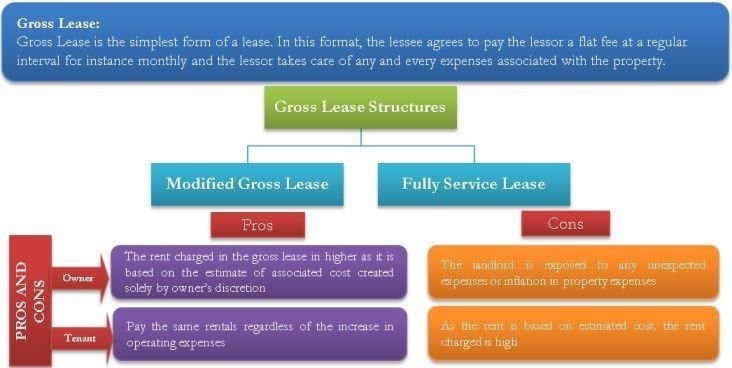 Gross Lease:
Gross Lease is the simplest form of a lease. In this format, the lessee agrees to pay the lessor a flat fee at a regular
interval for instance monthly and the lessor takes care of any and every expenses associated with the property.
Gross Lease Structures
Modified Gross Lease
Fully Service Lease
Pros
Cons
PROS AND
CONS
Owner
The rent charged in the gross lease in higher as it is
based on the estimate of associated cost created
solely by owner's discretion
The landlord is exposed to any unexpected
expenses or inflation in property expenses
Tenant
Pay the same rentals regardless of the increase in
operating expenses
As the rent is based on estimated cost, the rent
charged is high